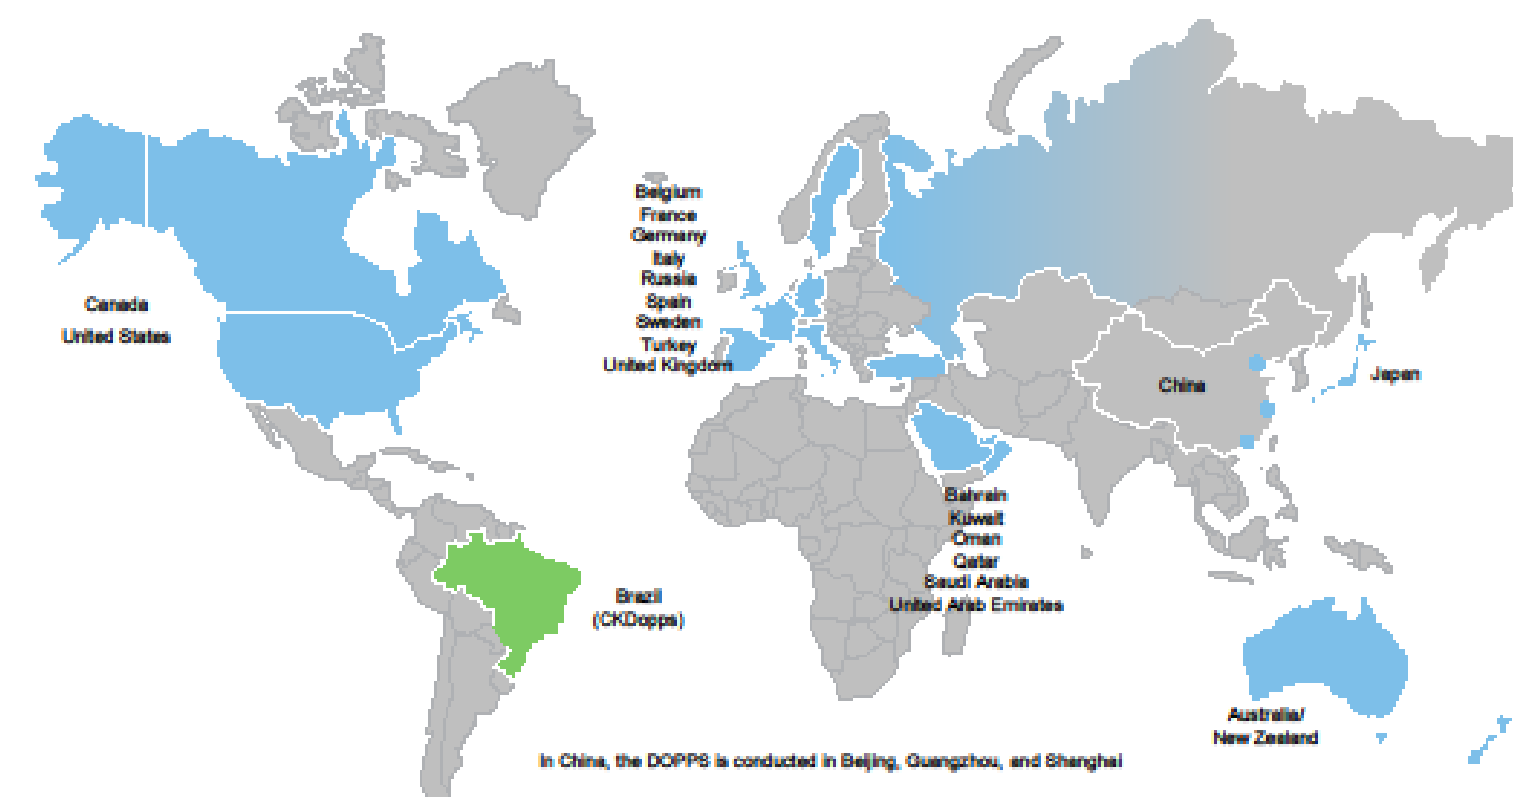 Canada
United States
Belgium
France
Germany
Italy
Russia
Spain
Sweden
Turkey
United Kingdom
China
Japan
Bahrain
Kuwait
Oman
Qatar
Saudi Arabia
United Arab Emirates
Brazil
(CKDopps)
Australia/
New Zealand
In China, the DOPPS is conducted in Beijing, Guangzhou, and Shanghai